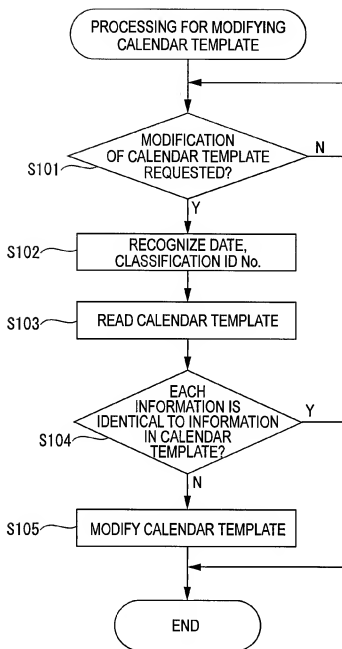 PROCESSING FOR MODIFYING
CALENDAR TEMPLATE
MODIFICATION
OF CALENDAR TEMPLATE
REQUESTED?
N
S101
Y
RECOGNIZE DATE,
CLASSIFICATION ID No.
S102
READ CALENDAR TEMPLATE
S103
EACH
INFORMATION IS
IDENTICAL TO INFORMATION
IN CALENDAR
TEMPLATE?
Y
S104
N
MODIFY CALENDAR TEMPLATE
S105
END